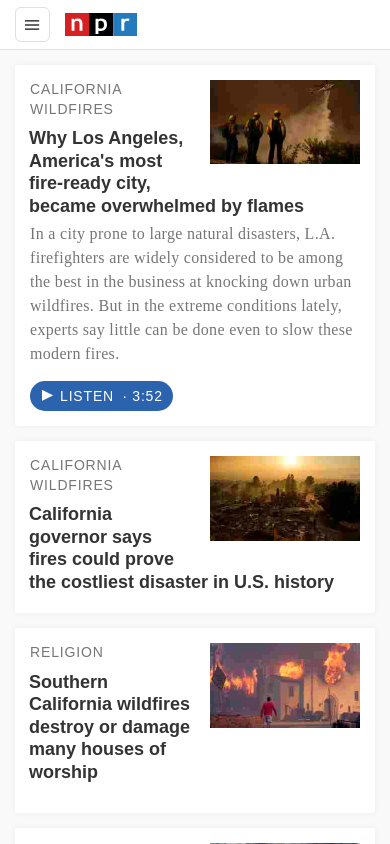 npr
CALIFORNIA
WILDFIRES
Why Los Angeles,
America's most
fire-ready city,
became overwhelmed by flames
In a city prone to large natural disasters, L.A.
firefighters are widely considered to be among
the best in the business at knocking down urban
wildfires. But in the extreme conditions lately,
experts say little can be done even to slow these
modern fires.
LISTEN · 3:52
CALIFORNIA
WILDFIRES
California
governor says
fires could prove
the costliest disaster in U.S. history
RELIGION
Southern
California wildfires
destroy or damage
many houses of
worship